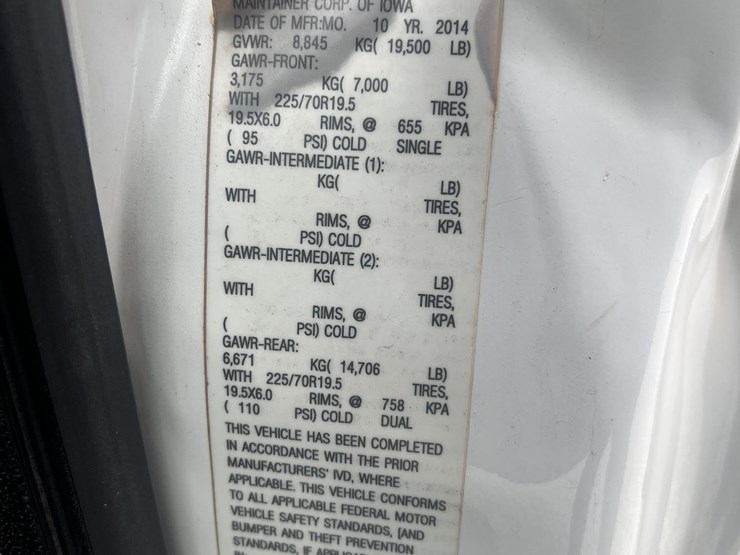 MAINTAINER CORP. OF IOWA
DATE OF MFR:MO. 10 YR. 2014
GVWR: 8,845 KG( 19,500 LB)
GAWR-FRONT:
3,175 KG( 7,000 LB)
WITH 225/70R19.5 TIRES,
19.5X6.0 RIMS, @ 655 KPA
( 95 PSI) COLD SINGLE
GAWR-INTERMEDIATE (1):
KG( LB)
WITH TIRES,
RIMS, @ KPA
( PSI) COLD
GAWR-INTERMEDIATE (2):
KG( LB)
WITH TIRES,
RIMS, @ KPA
( PSI) COLD
GAWR-REAR:
6,671 KG( 14,706 LB)
WITH 225/70R19.5 TIRES,
19.5X6.0 RIMS, @ 758 KPA
( 110 PSI) COLD DUAL
THIS VEHICLE HAS BEEN COMPLETED
IN ACCORDANCE WITH THE PRIOR
MANUFACTURERS' IVD, WHERE
APPLICABLE. THIS VEHICLE CONFORMS
TO ALL APPLICABLE FEDERAL MOTOR
VEHICLE SAFETY STANDARDS, [AND
BUMPER AND THEFT PREVENTION
STANDARDS, IF